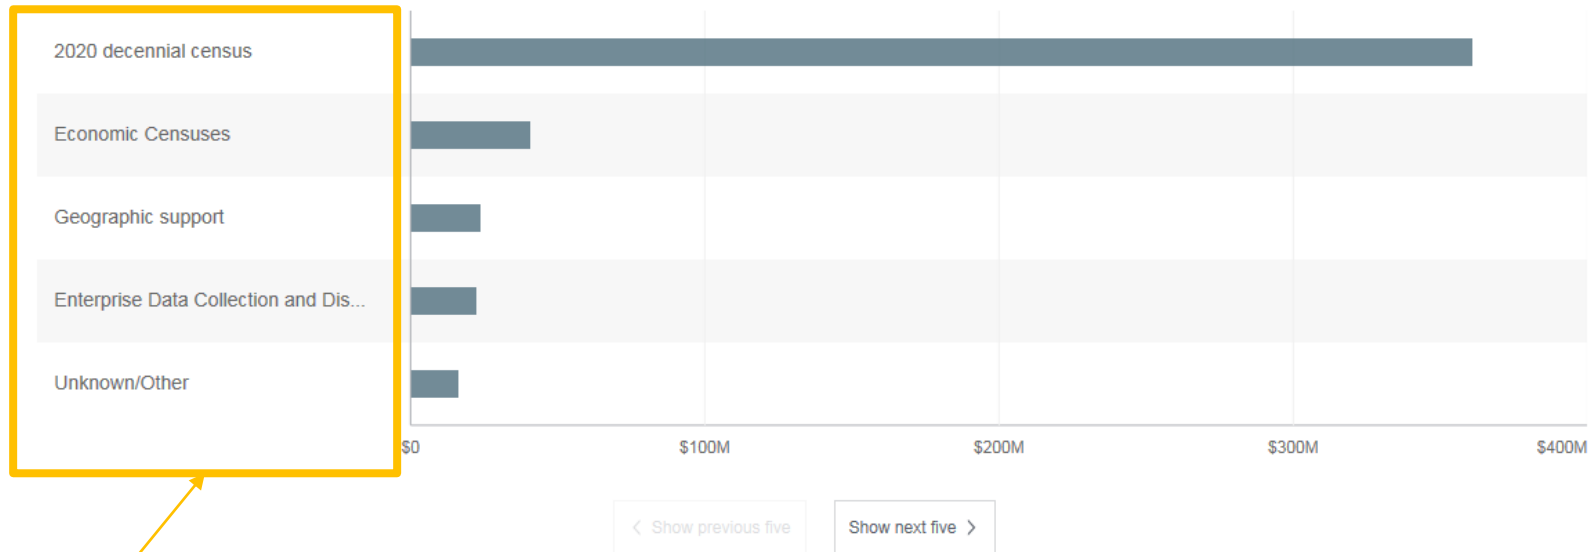 2020 decennial census
Economic Censuses
Geographic support
Enterprise Data Collection and Dis...
Unknown/Other
$0 $100M $200M $300M $400M
< Show previous five Show next five >